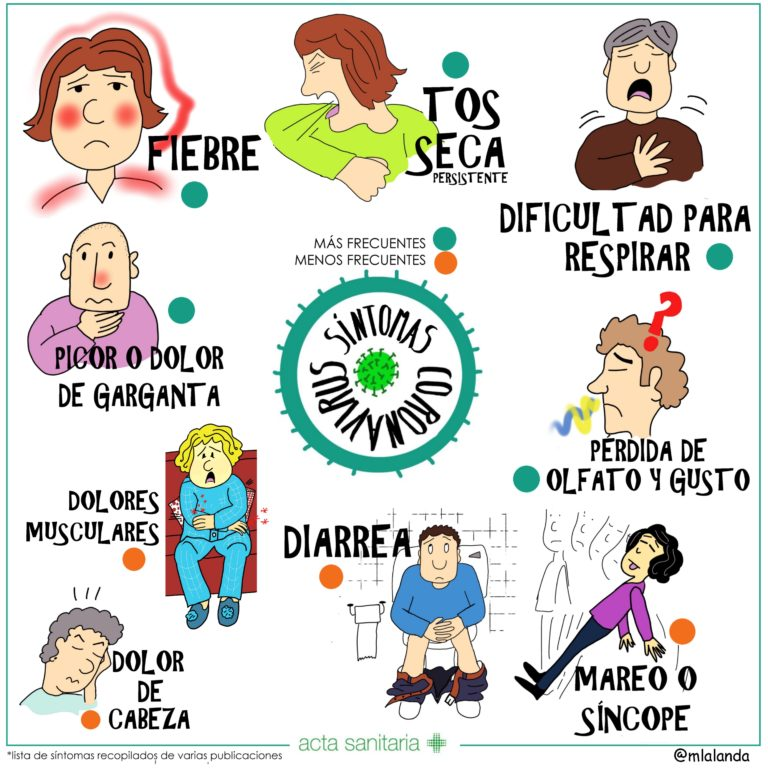 FIEBRE
TOS
SECA
PERSISTENTE
DIFICULTAD PARA
RESPIRAR
MÁS FRECUENTES
MENOS FRECUENTES
PICOR O DOLOR
DE GARGANTA
SÍNTOMAS CORONAVIRUS
?
PÉRDIDA DE
OLFATO Y GUSTO
DOLORES
MUSCULARES
DIARREA
DOLOR
DE
CABEZA
MAREO O
SÍNCOPE
*lista de síntomas recopilados de varias publicaciones
acta sanitaria
@mlalanda